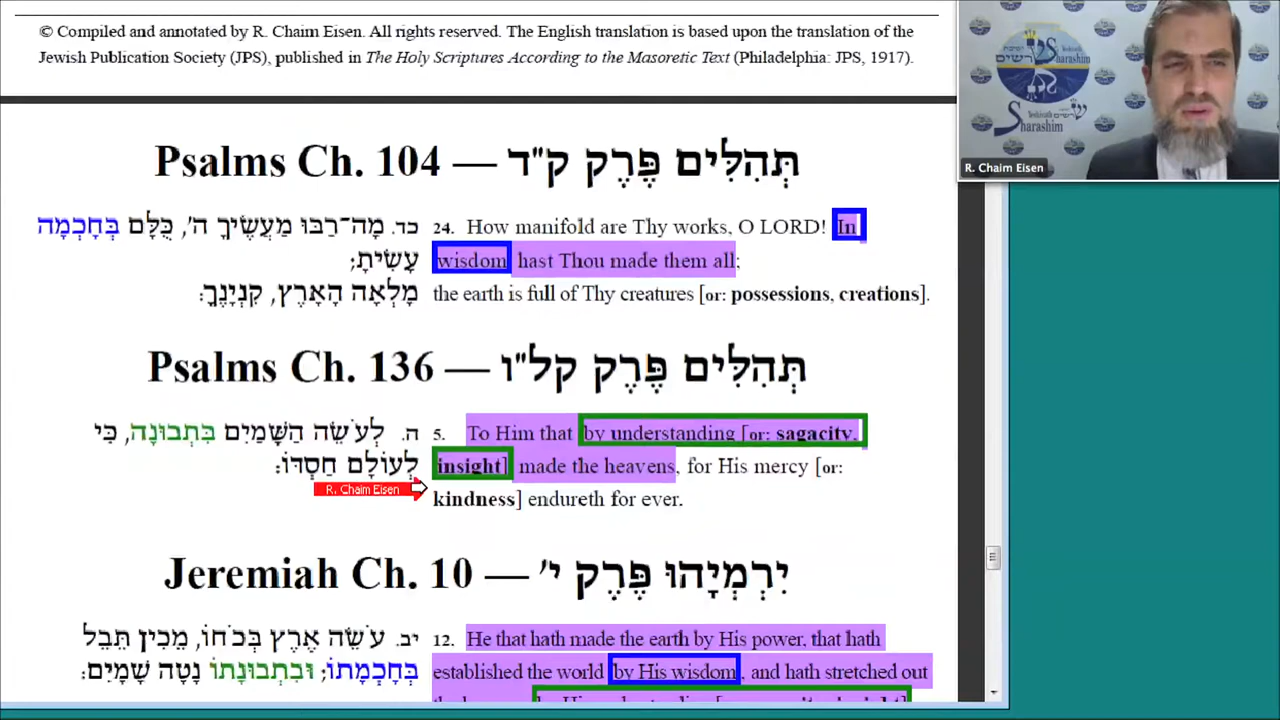 © Compiled and annotated by R. Chaim Eisen. All rights reserved. The English translation is based upon the translation of the
Jewish Publication Society (JPS), published in The Holy Scriptures According to the Masoretic Text (Philadelphia: JPS, 1917).
Yeshivath
Sharashim
R. Chaim Eisen
Psalms Ch. 104 — תְּהִלִּים פֶּרֶק ק"ד
כד. מָה־רַבּוּ מַעֲשֶׂיךָ ה', כֻּלָּם בְּחָכְמָה
עָשִׂיתָ;
מָלְאָה הָאָרֶץ, קִנְיָנֶךָ:
24. How manifold are Thy works, O LORD! In
wisdom hast Thou made them all;
the earth is full of Thy creatures [or: possessions, creations].
Psalms Ch. 136 — תְּהִלִּים פֶּרֶק קל"ו
ה. לְעֹשֵׂה הַשָּׁמַיִם בִּתְבוּנָה, כִּי
לְעוֹלָם חַסְדּוֹ:
5. To Him that by understanding [or: sagacity,
insight] made the heavens, for His mercy [or:
kindness] endureth for ever.
R. Chaim Eisen
Jeremiah Ch. 10 — יִרְמְיָהוּ פֶּרֶק י'
יב. עֹשֵׂה אֶרֶץ בְּכֹחוֹ, מֵכִין תֵּבֵל
בְּחָכְמָתוֹ; וּבִתְבוּנָתוֹ נָטָה שָׁמָיִם:
12. He that hath made the earth by His power, that hath
established the world by His wisdom, and hath stretched out